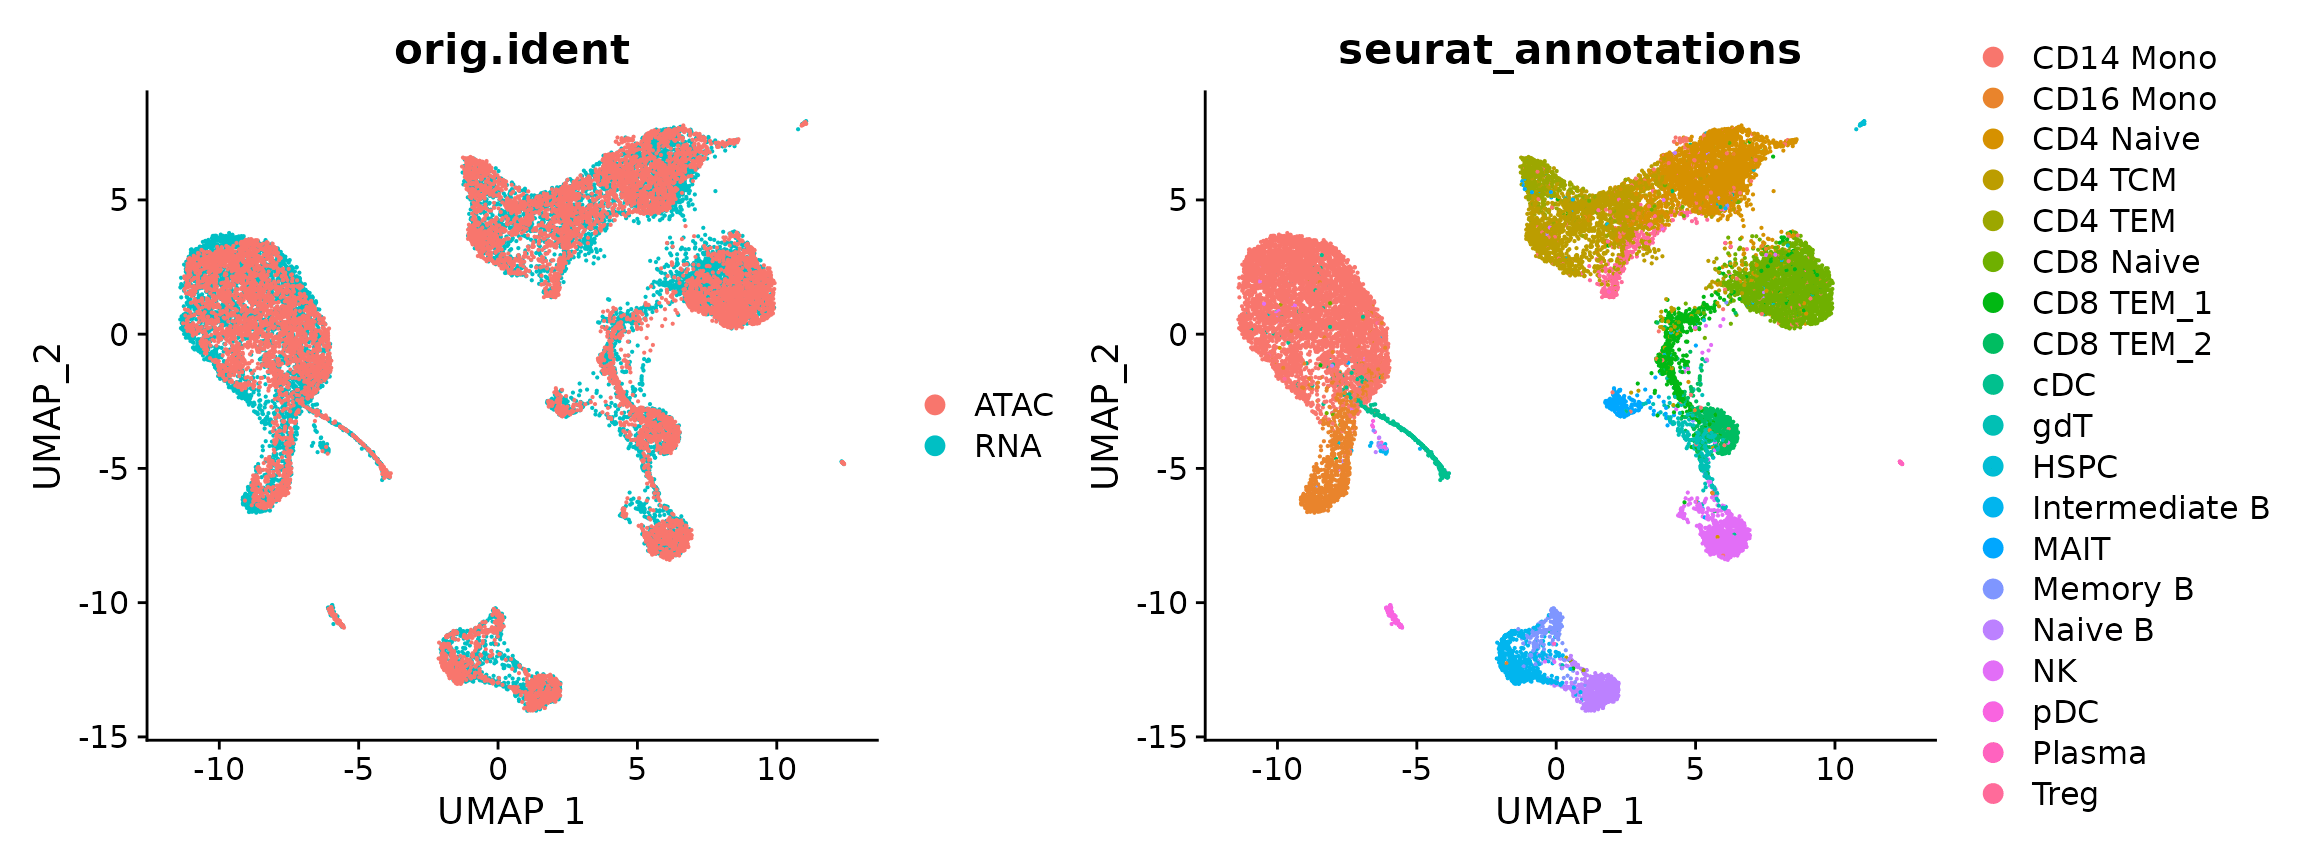 orig.ident
UMAP_2
5
0
-5
-10
-15
-10 -5 0 5 10
UMAP_1
ATAC
RNA
seurat_annotations
UMAP_2
5
0
-5
-10
-15
-10 -5 0 5 10
UMAP_1
CD14 Mono
CD16 Mono
CD4 Naive
CD4 TCM
CD4 TEM
CD8 Naive
CD8 TEM_1
CD8 TEM_2
cDC
gdT
HSPC
Intermediate B
MAIT
Memory B
Naive B
NK
pDC
Plasma
Treg